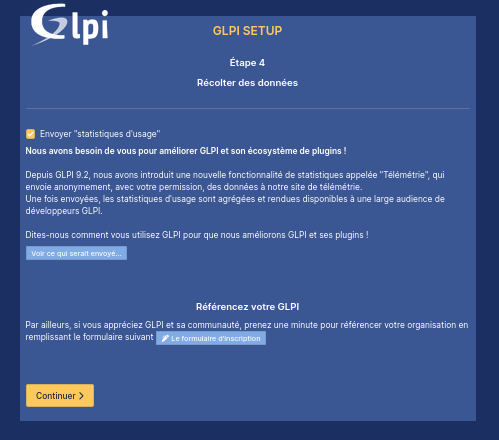 Glpi
GLPI SETUP
Étape 4
Récolter des données
Envoyer "statistiques d'usage"
Nous avons besoin de vous pour améliorer GLPI et son écosystème de plugins !
Depuis GLPI 9.2, nous avons introduit une nouvelle fonctionnalité de statistiques appelée "Télémétrie", qui
envoie anonymement, avec votre permission, des données à notre site de télémétrie.
Une fois envoyées, les statistiques d'usage sont agrégées et rendues disponibles à une large audience de
développeurs GLPI.
Dites-nous comment vous utilisez GLPI pour que nous améliorons GLPI et ses plugins !
Voir ce qui serait envoyé...
Référencez votre GLPI
Par ailleurs, si vous appréciez GLPI et sa communauté, prenez une minute pour référencer votre organisation en
remplissant le formulaire suivant Le formulaire d'inscription
Continuer